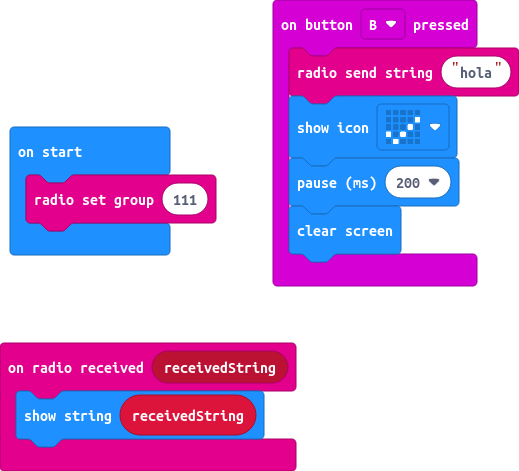 on button B pressed
radio send string "hola"
show icon
pause (ms) 200
clear screen
on start
radio set group 111
on radio received receivedString
show string receivedString